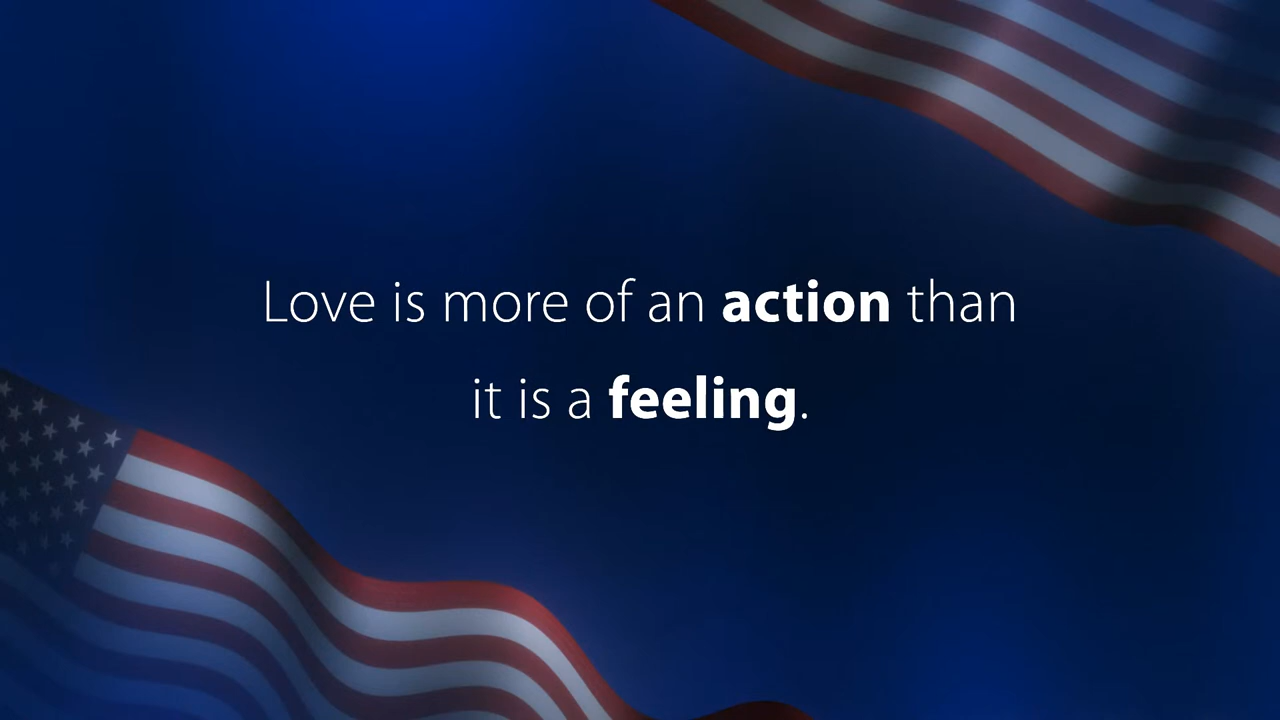 Love is more of an action than
it is a feeling.